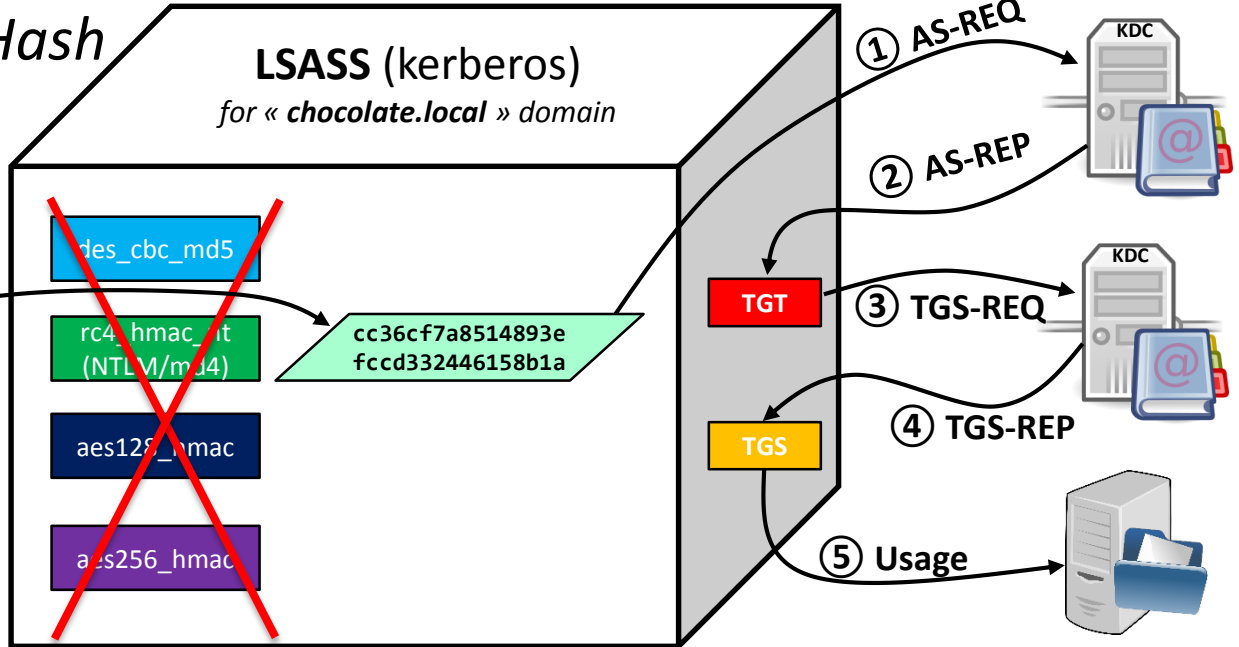 Hash
LSASS (kerberos)
for « chocolate.local » domain
des_cbc_md5
rc4_hmac_nt
(NTLM/md4)
aes128_hmac
aes256_hmac
cc36cf7a8514893e
fccd332446158b1a
TGT
TGS
① AS-REQ
KDC
② AS-REP
KDC
③ TGS-REQ
④ TGS-REP
⑤ Usage
@
@